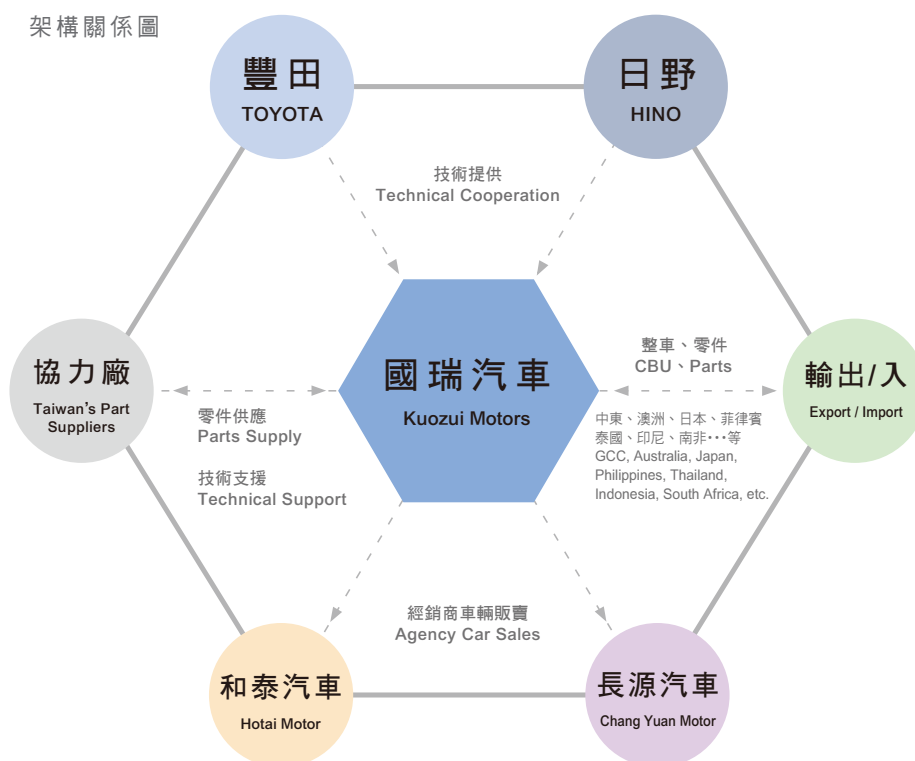 架構關係圖
豐田
TOYOTA
日野
HINO
技術提供
Technical Cooperation
協力廠
Taiwan's Part
Suppliers
零件供應
Parts Supply
技術支援
Technical Support
國瑞汽車
Kuozui Motors
整車、零件
CBU、Parts
中東、澳洲、日本、菲律賓
泰國、印尼、南非⋯等
GCC, Australia, Japan,
Philippines, Thailand,
Indonesia, South Africa, etc.
輸出/入
Export / Import
經銷商車輛販賣
Agency Car Sales
和泰汽車
Hotai Motor
長源汽車
Chang Yuan Motor